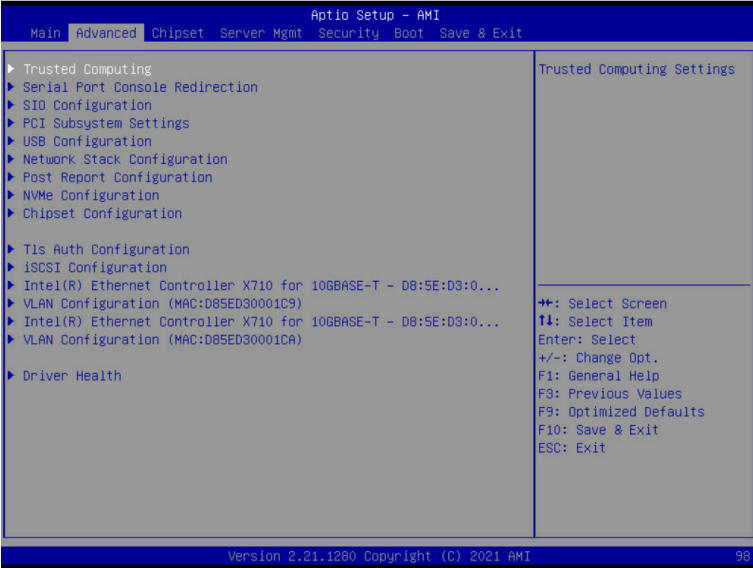 Aptio Setup – AMI
Main Advanced Chipset Server Mgmt Security Boot Save & Exit
Trusted Computing
Serial Port Console Redirection
SIO Configuration
PCI Subsystem Settings
USB Configuration
Network Stack Configuration
Post Report Configuration
NVMe Configuration
Chipset Configuration
Tls Auth Configuration
iSCSI Configuration
Intel(R) Ethernet Controller X710 for 10GBASE-T – D8:5E:D3:0...
VLAN Configuration (MAC:D85ED30001C9)
Intel(R) Ethernet Controller X710 for 10GBASE-T – D8:5E:D3:0...
VLAN Configuration (MAC:D85ED30001CA)
Driver Health
Trusted Computing Settings
→←: Select Screen
↑↓: Select Item
Enter: Select
+/-: Change Opt.
F1: General Help
F3: Previous Values
F9: Optimized Defaults
F10: Save & Exit
ESC: Exit
Version 2.21.1280 Copyright (C) 2021 AMI
98